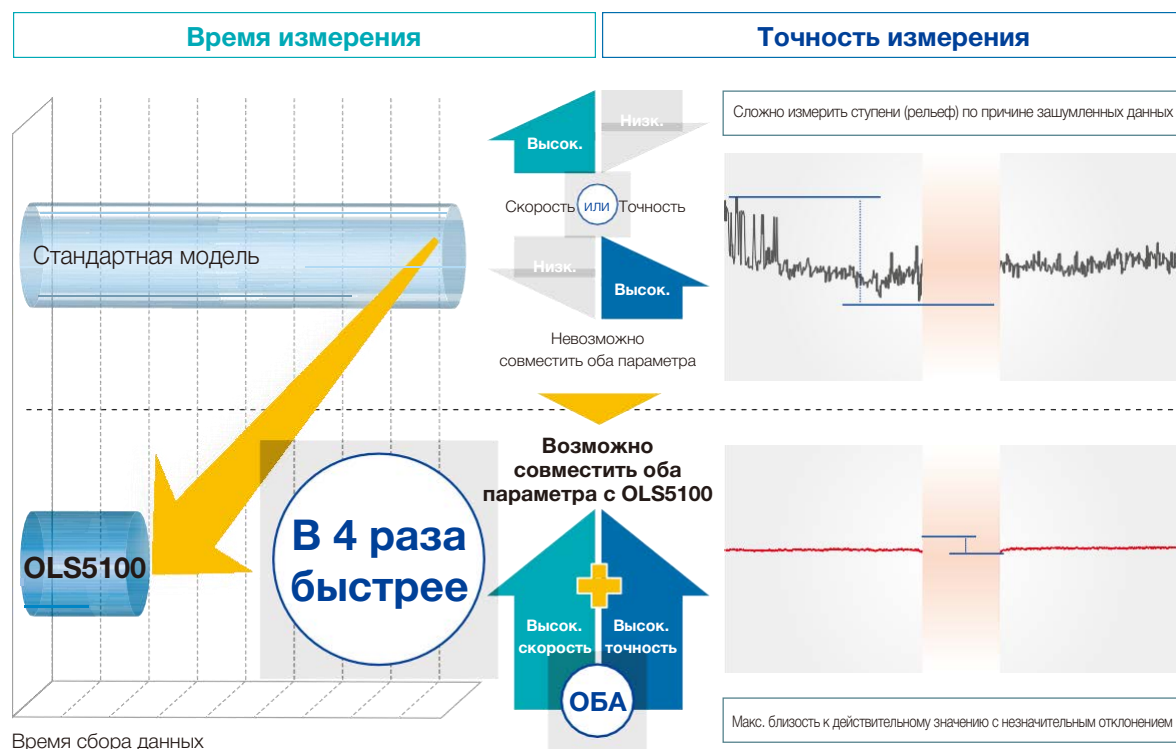 Время измерения
Точность измерения
Стандартная модель
Высок.
Низк.
Скорость
или
Точность
Низк.
Высок.
Невозможно
совместить оба параметра
Сложно измерить ступени (рельеф) по причине зашумленных данных
OLS5100
В 4 раза
быстрее
Возможно
совместить оба
параметра с OLS5100
Высок.
скорость
Высок.
точность
ОБА
Макс. близость к действительному значению с незначительным отклонением
Время сбора данных